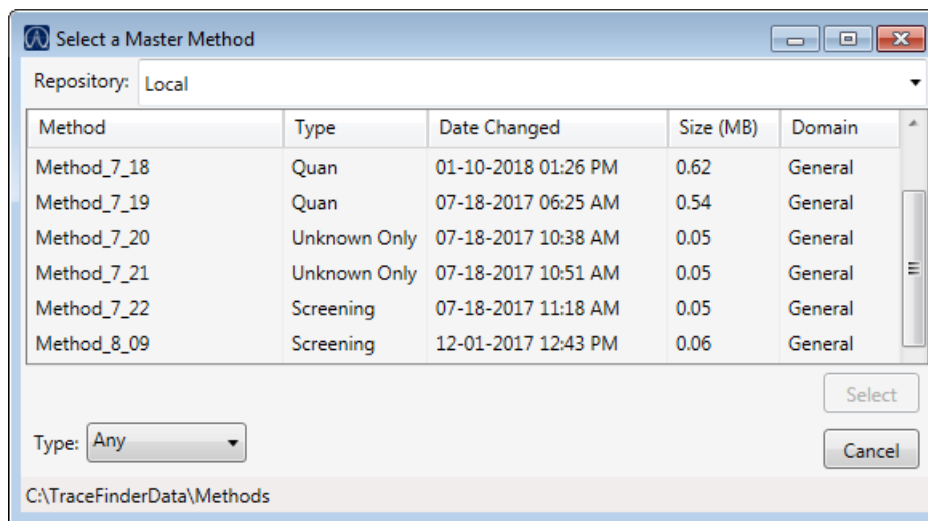 Select a Master Method
Repository: Local
Method Type Date Changed Size (MB) Domain
Method_7_18 Quan 01-10-2018 01:26 PM 0.62 General
Method_7_19 Quan 07-18-2017 06:25 AM 0.54 General
Method_7_20 Unknown Only 07-18-2017 10:38 AM 0.05 General
Method_7_21 Unknown Only 07-18-2017 10:51 AM 0.05 General
Method_7_22 Screening 07-18-2017 11:18 AM 0.05 General
Method_8_09 Screening 12-01-2017 12:43 PM 0.06 General
Select
Type: Any
Cancel
C:\TraceFinderData\Methods